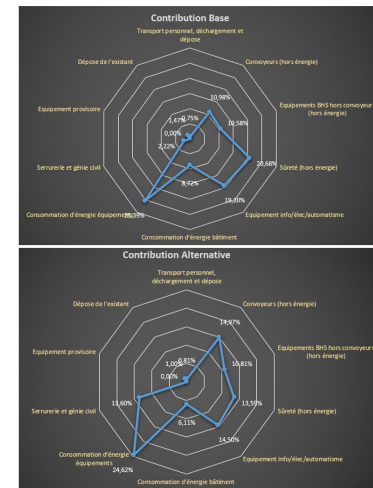 Contribution Base
Transport personnel, déchargement et
dépose
Dépose de l'existant
Convoyeurs (hors énergie)
10,98%
1,47%
0,75%
Equipement provisoire
Equipements BHS hors convoyeurs
(hors énergie)
0,00%
10,58%
2,22%
Serrurerie et génie civil
20,68%
Sûreté (hors énergie)
8,72%
19,20%
Consommation d'énergie équipements
Equipement info/élec/automatisme
Consommation d'énergie bâtiment
Contribution Alternative
Transport personnel,
déchargement et dépose
Dépose de l'existant
Convoyeurs (hors énergie)
14,97%
Equipement provisoire
1,00%
0,81%
Equipements BHS hors convoyeurs
(hors énergie)
0,00%
10,81%
13,60%
13,59%
Serrurerie et génie civil
Sûreté (hors énergie)
6,11%
14,50%
Consommation d'énergie
équipements
Equipement info/élec/automatisme
24,62%
Consommation d'énergie bâtiment